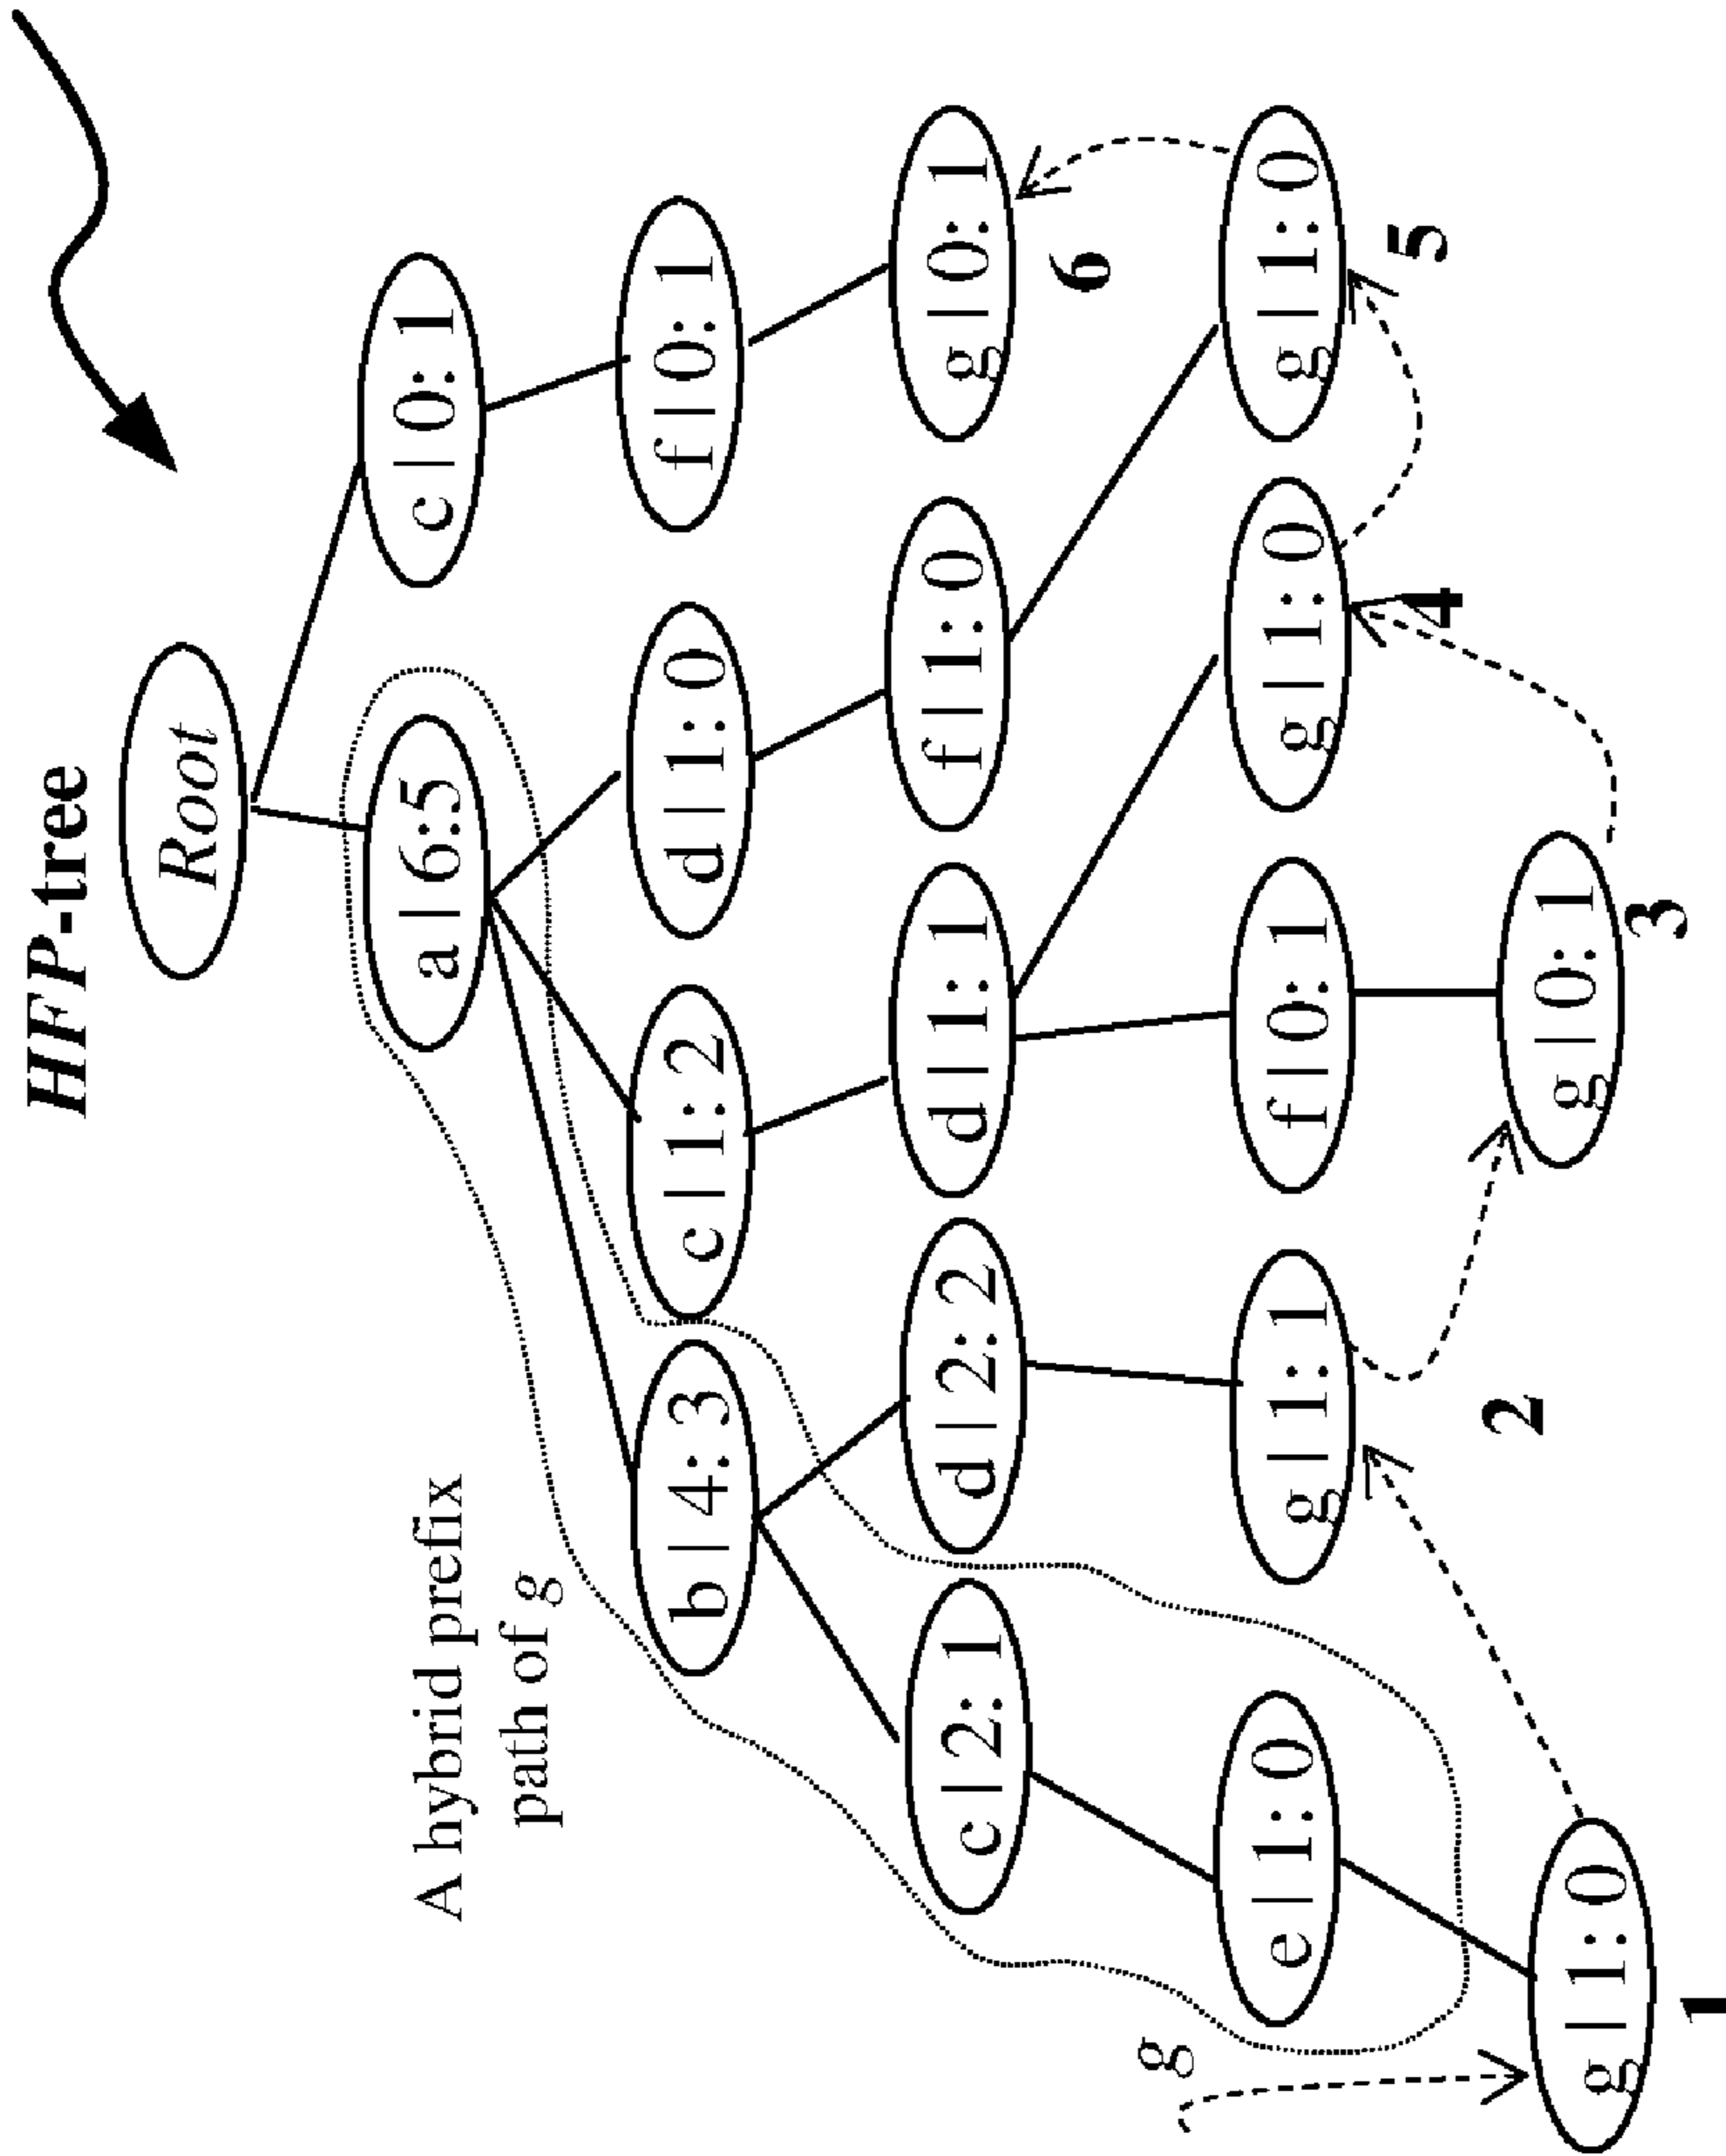 HFP-tree
Root
a | 6:5
c | 0: 1
A hybrid prefix
path of g
b | 4: 3
c | 1: 2
d | 1: 0
f | 0: 1
c | 2: 1
d | 2: 2
d | 1: 1
f | 1: 0
g | 0: 1
6
g
e | 1: 0
g | 1: 1
f | 0: 1
g | 1: 0
g | 1: 0
2
4
5
g | 1: 0
g | 0: 1
1
3